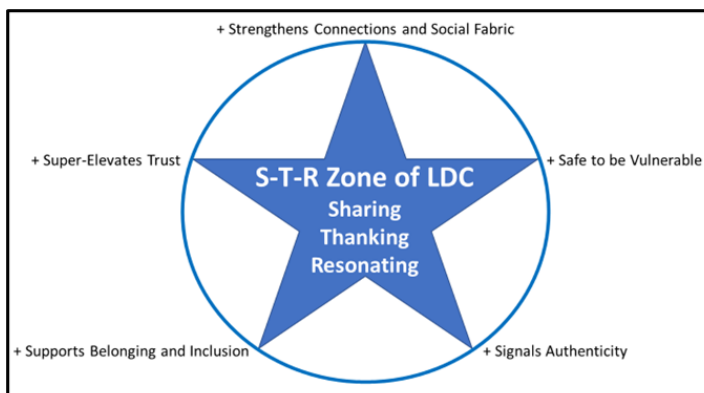 + Strengthens Connections and Social Fabric
+ Super-Elevates Trust
+ Safe to be Vulnerable
S-T-R Zone of LDC
Sharing
Thanking
Resonating
+ Supports Belonging and Inclusion
+ Signals Authenticity